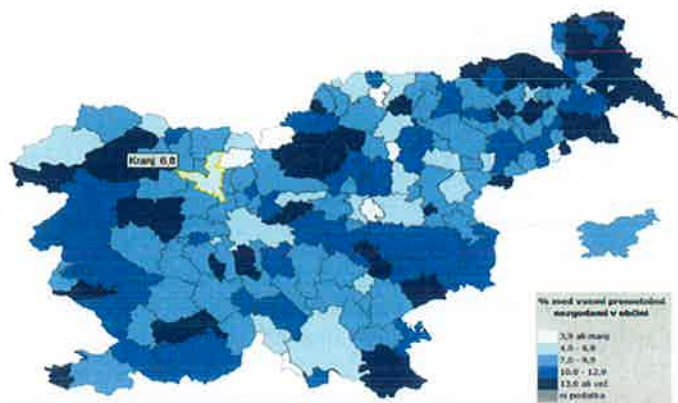 Kranj 6,8
% med vsemi prometnimi
nezgodami v občini
3,9 ali manj
4,0 - 6,9
7,0 - 9,9
10,0 - 12,9
13,0 ali več
ni podatka